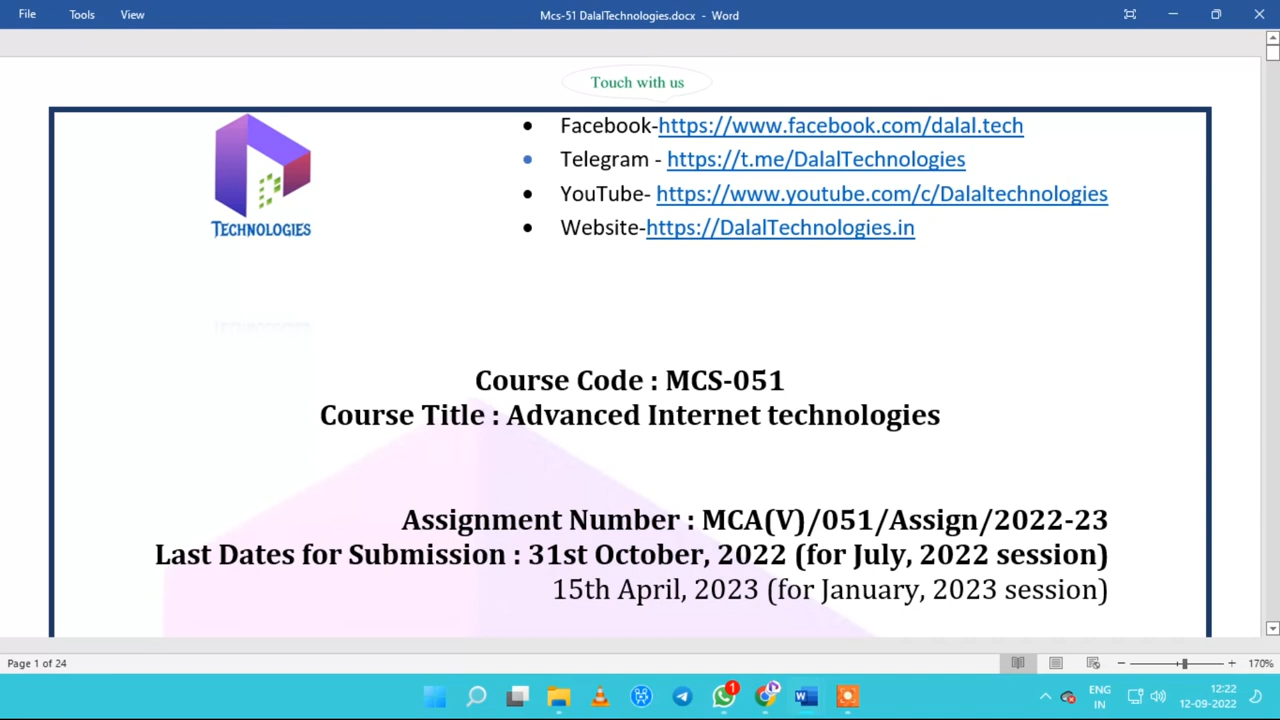 File Tools View Mcs-51 DalalTechnologies.docx - Word
Touch with us
TECHNOLOGIES
• Facebook-https://www.facebook.com/dalal.tech
• Telegram - https://t.me/DalalTechnologies
• YouTube- https://www.youtube.com/c/Dalaltechnologies
• Website-https://DalalTechnologies.in
Course Code : MCS-051
Course Title : Advanced Internet technologies
Assignment Number : MCA(V)/051/Assign/2022-23
Last Dates for Submission : 31st October, 2022 (for July, 2022 session)
15th April, 2023 (for January, 2023 session)
Page 1 of 24 170%
1 ENG 12:22
IN 12-09-2022